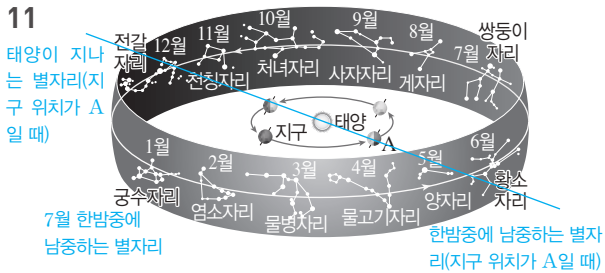 11
태양이 지나
는 별자리(지
구 위치가 A
일 때)
전갈
자리
12월
11월
천칭자리
10월
처녀자리
9월
사자자리
8월
게자리
7월
쌍둥이
자리
지구
태양
A
1월
궁수자리
2월
염소자리
3월
물병자리
4월
물고기자리
5월
양자리
6월
황소
자리
7월 한밤중에
남중하는 별자리
한밤중에 남중하는 별자
리(지구 위치가 A일 때)